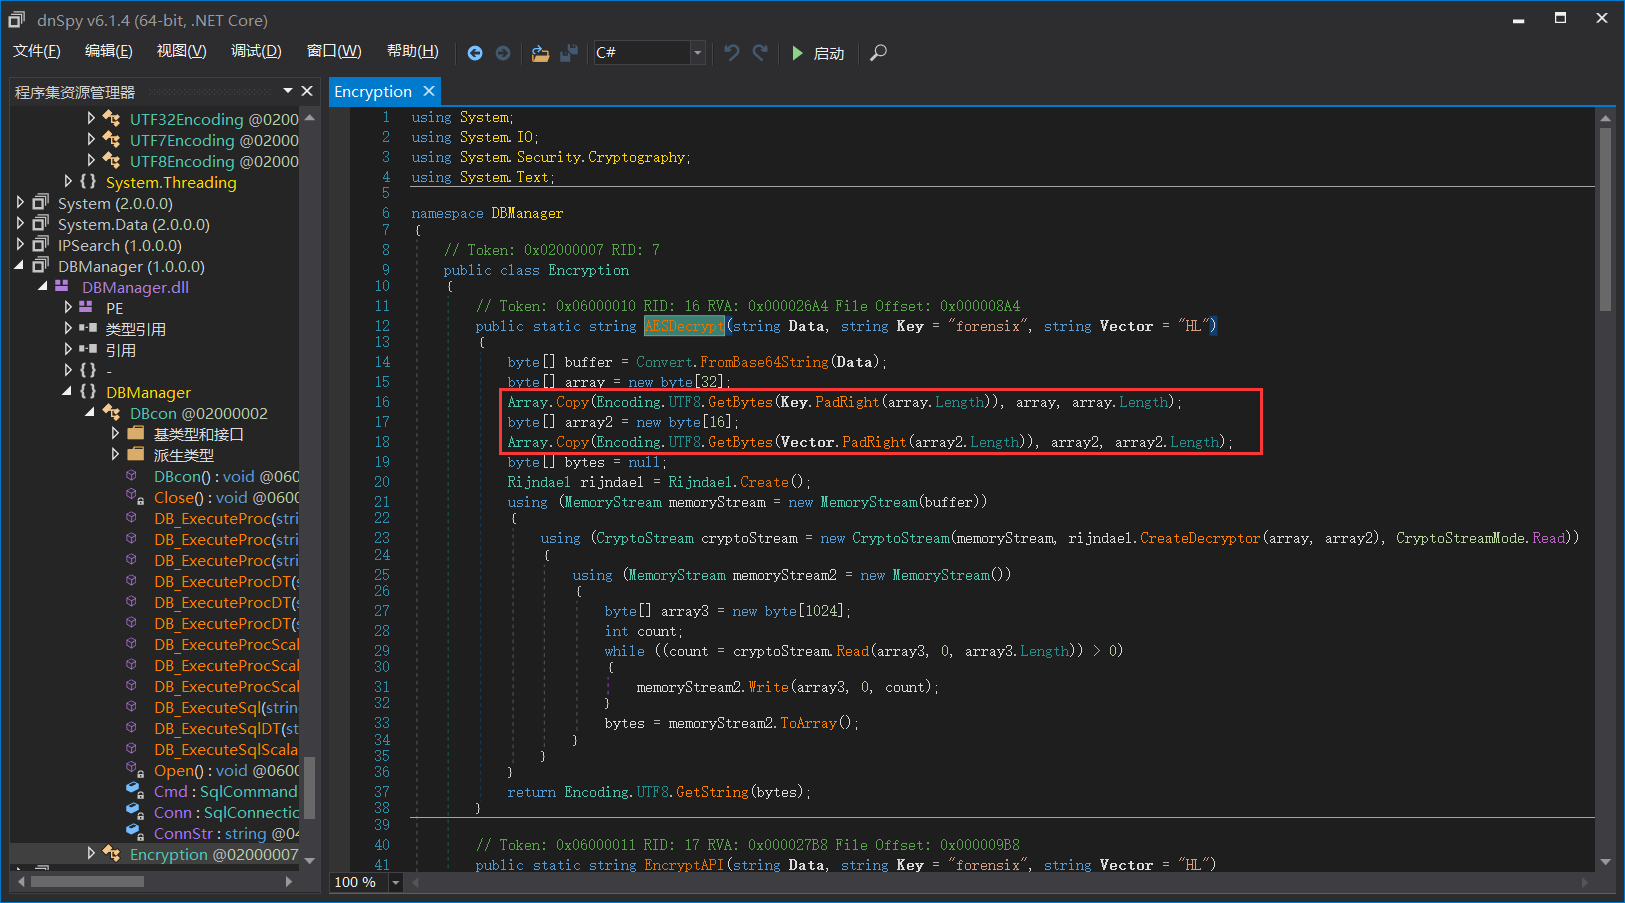 dnSpy v6.1.4 (64-bit, .NET Core)
文件(F) 编辑(E) 视图(V) 调试(D) 窗口(W) 帮助(H) C# 启动
程序集资源管理器
UTF32Encoding @0200
UTF7Encoding @02000
UTF8Encoding @02000
System.Threading
System (2.0.0.0)
System.Data (2.0.0.0)
IPSearch (1.0.0.0)
DBManager (1.0.0.0)
DBManager.dll
PE
类型引用
引用
-
DBManager
DBcon @02000002
基类型和接口
派生类型
DBcon() : void @060
Close() : void @0600
DB_ExecuteProc(stri
DB_ExecuteProc(stri
DB_ExecuteProc(stri
DB_ExecuteProcDT(s
DB_ExecuteProcDT(s
DB_ExecuteProcDT(s
DB_ExecuteProcScal
DB_ExecuteProcScal
DB_ExecuteProcScal
DB_ExecuteSql(string
DB_ExecuteSqlDT(st
DB_ExecuteSqlScala
Open() : void @0600
Cmd : SqlCommand
Conn : SqlConnectio
ConnStr : string @04
Encryption @02000007
Encryption
1 using System;
2 using System.IO;
3 using System.Security.Cryptography;
4 using System.Text;
5
6 namespace DBManager
7 {
8 // Token: 0x02000007 RID: 7
9 public class Encryption
10 {
11 // Token: 0x06000010 RID: 16 RVA: 0x000026A4 File Offset: 0x000008A4
12 public static string AESDecrypt(string Data, string Key = "forensix", string Vector = "HL")
13 {
14 byte[] buffer = Convert.FromBase64String(Data);
15 byte[] array = new byte[32];
16 Array.Copy(Encoding.UTF8.GetBytes(Key.PadRight(array.Length)), array, array.Length);
17 byte[] array2 = new byte[16];
18 Array.Copy(Encoding.UTF8.GetBytes(Vector.PadRight(array2.Length)), array2, array2.Length);
19 byte[] bytes = null;
20 Rijndael rijndael = Rijndael.Create();
21 using (MemoryStream memoryStream = new MemoryStream(buffer))
22 {
23 using (CryptoStream cryptoStream = new CryptoStream(memoryStream, rijndael.CreateDecryptor(array, array2), CryptoStreamMode.Read))
24 {
25 using (MemoryStream memoryStream2 = new MemoryStream())
26 {
27 byte[] array3 = new byte[1024];
28 int count;
29 while ((count = cryptoStream.Read(array3, 0, array3.Length)) > 0)
30 {
31 memoryStream2.Write(array3, 0, count);
32 }
33 bytes = memoryStream2.ToArray();
34 }
35 }
36 }
37 return Encoding.UTF8.GetString(bytes);
38 }
39
40 // Token: 0x06000011 RID: 17 RVA: 0x000027B8 File Offset: 0x000009B8
41 public static string EncryptAPI(string Data, string Key = "forensix", string Vector = "HL")
100 %